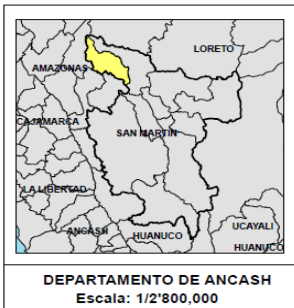 LORETO
AMAZONAS
CAJAMARCA
SAN MARTIN
LA LIBERTAD
ANCASH
HUANUCO
UCAYALI
HUANUCO
DEPARTAMENTO DE ANCASH
Escala: 1/2'800,000